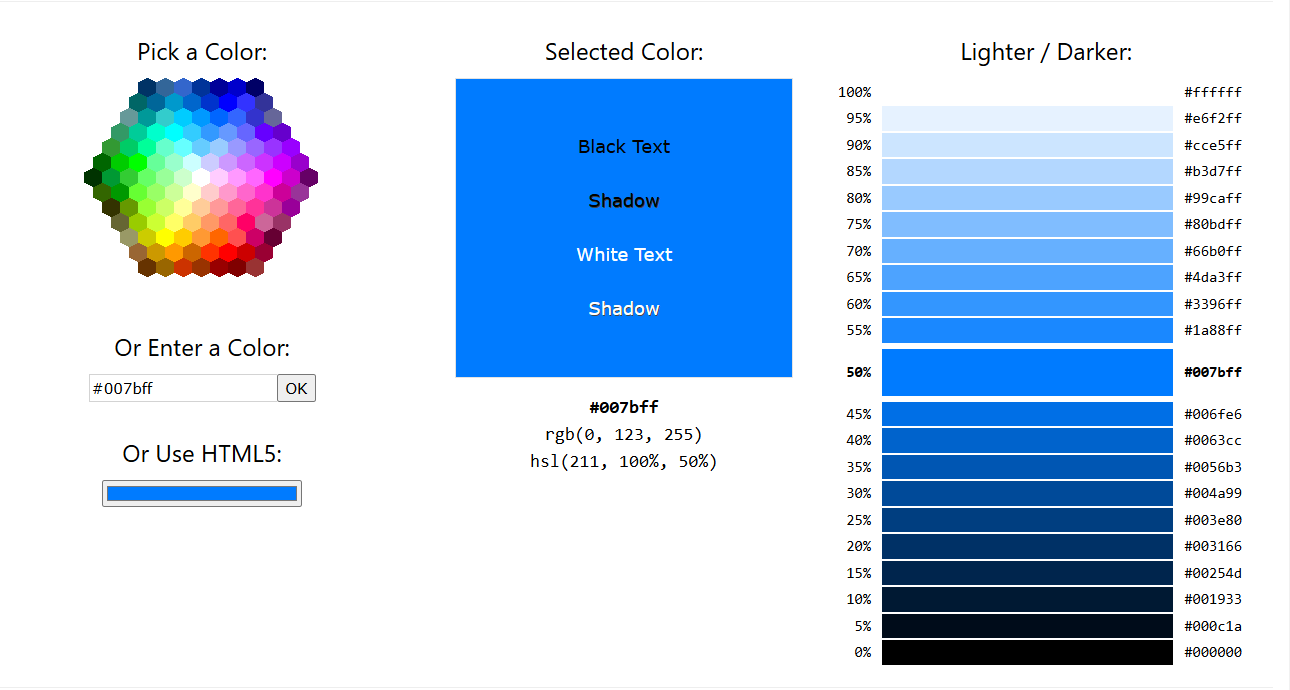 Pick a Color:
Or Enter a Color:
#007bff OK
Or Use HTML5:
Selected Color:
Black Text
Shadow
White Text
Shadow
#007bff
rgb(0, 123, 255)
hsl(211, 100%, 50%)
Lighter / Darker:
100% #ffffff
95% #e6f2ff
90% #cce5ff
85% #b3d7ff
80% #99caff
75% #80bdff
70% #66b0ff
65% #4da3ff
60% #3396ff
55% #1a88ff
50% #007bff
45% #006fe6
40% #0063cc
35% #0056b3
30% #004a99
25% #003e80
20% #003166
15% #00254d
10% #001933
5% #000c1a
0% #000000